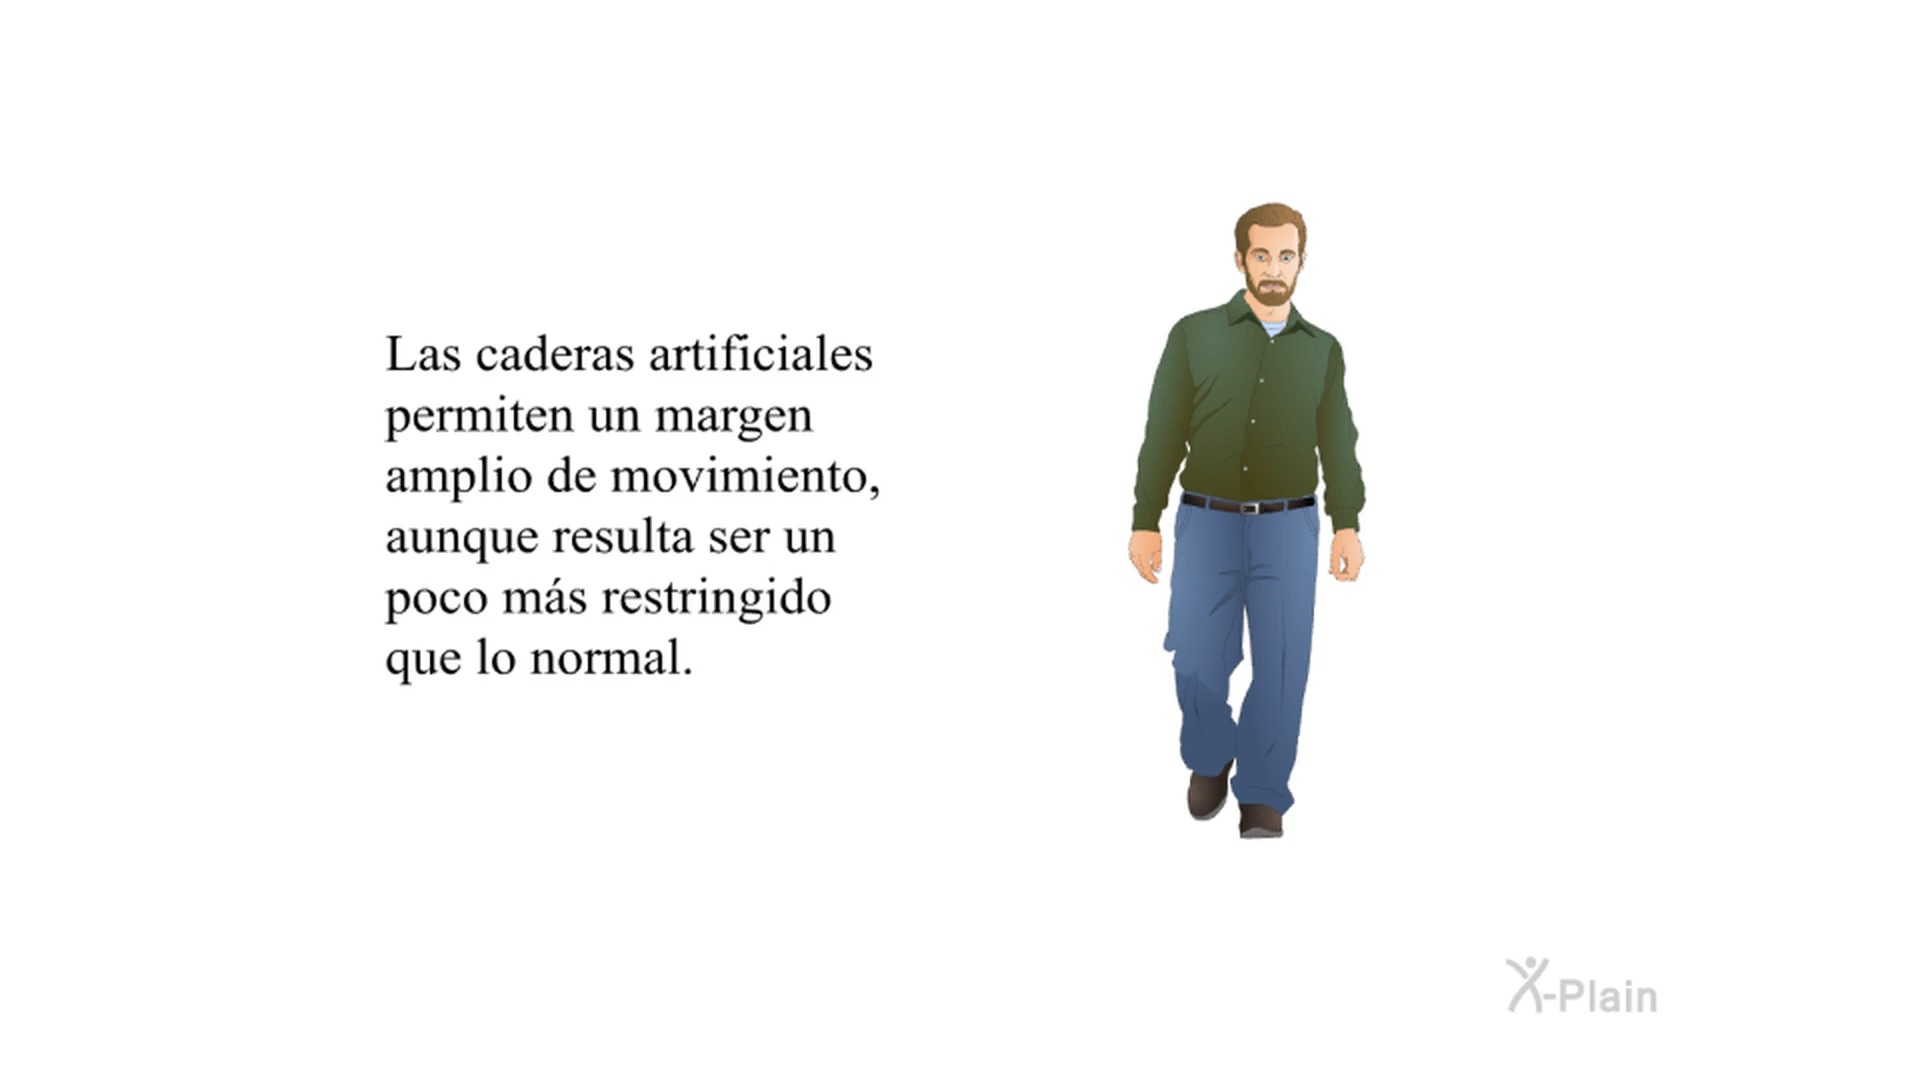 Las caderas artificiales
permiten un margen
amplio de movimiento,
aunque resulta ser un
poco más restringido
que lo normal.
X-Plain